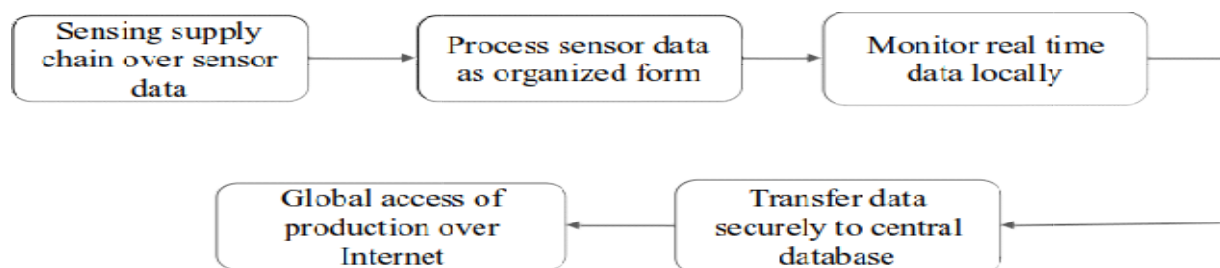 Sensing supply
chain over sensor
data
Process sensor data
as organized form
Monitor real time
data locally
Transfer data
securely to central
database
Global access of
production over
Internet